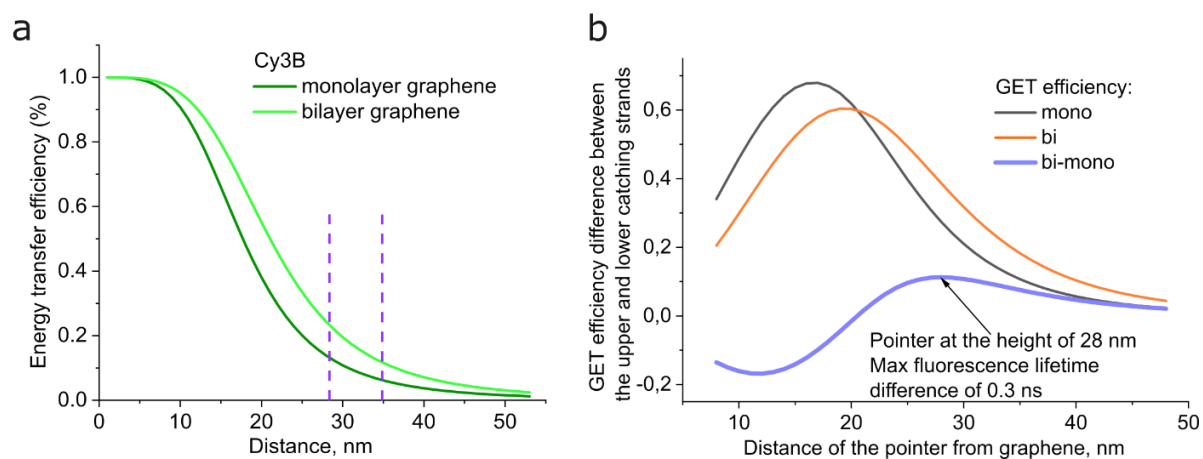 a
Cy3B
monolayer graphene
bilayer graphene
Energy transfer efficiency (%)
1.0
0.8
0.6
0.4
0.2
0.0
0 10 20 30 40 50
Distance, nm
b
GET efficiency difference between
the upper and lower catching strands
0,6
0,4
0,2
0,0
-0,2
GET efficiency:
mono
bi
bi-mono
Pointer at the height of 28 nm
Max fluorescence lifetime
difference of 0.3 ns
10 20 30 40 50
Distance of the pointer from graphene, nm